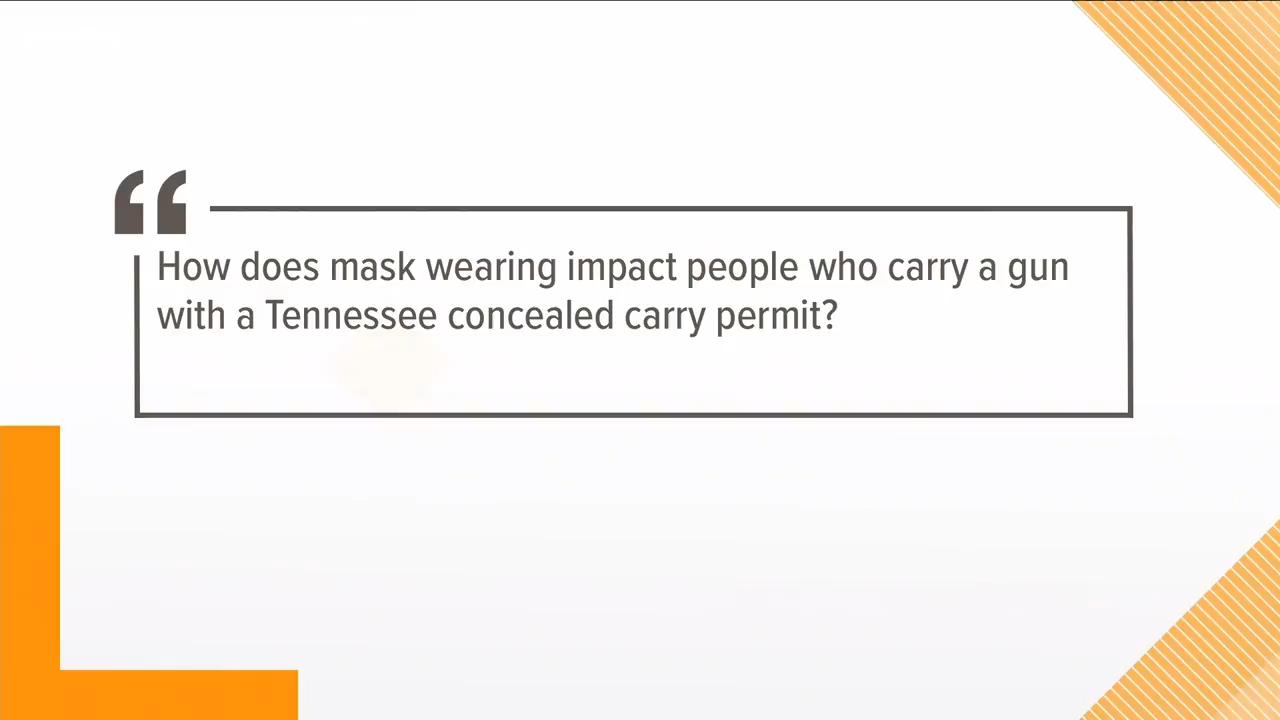 “
How does mask wearing impact people who carry a gun
with a Tennessee concealed carry permit?